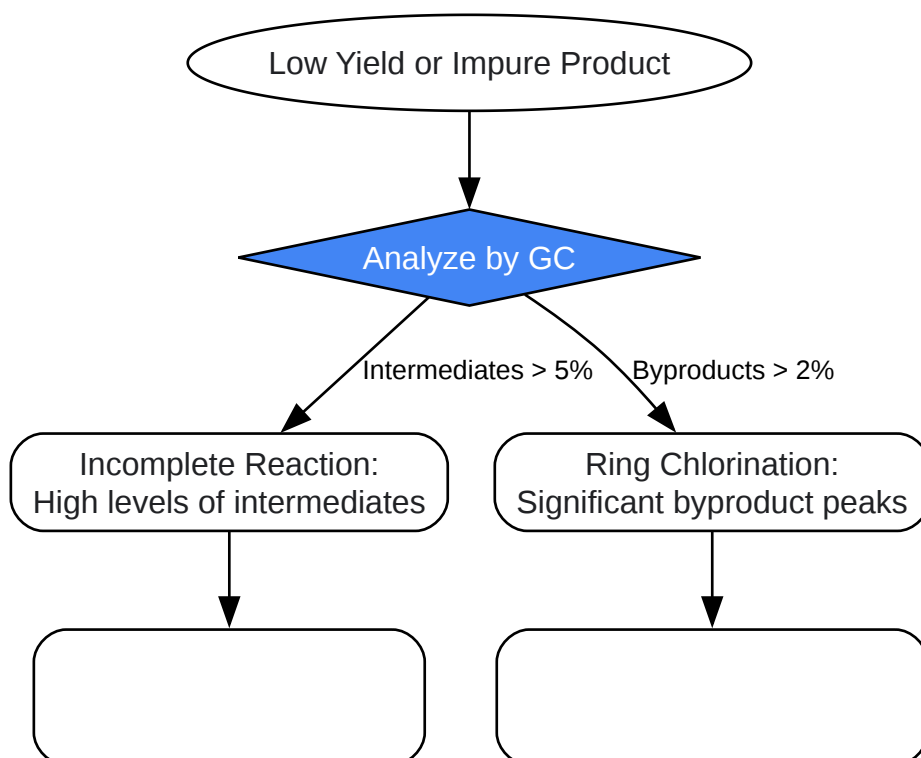 Low Yield or Impure Product
Analyze by GC
Intermediates > 5%
Byproducts > 2%
Incomplete Reaction:
High levels of intermediates
Ring Chlorination:
Significant byproduct peaks